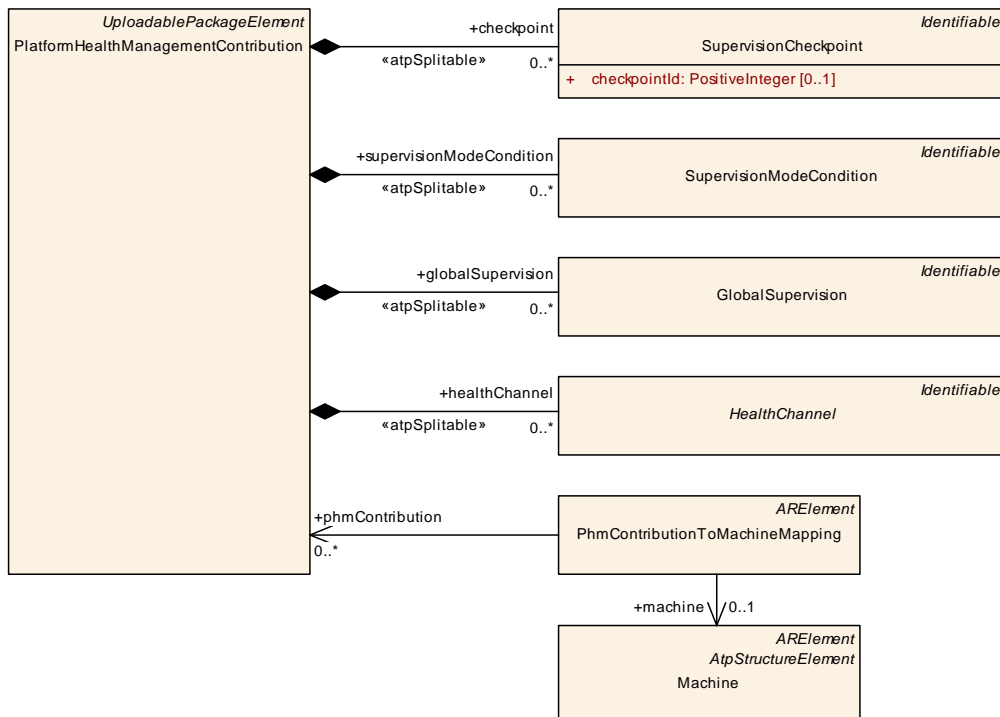 UploadablePackageElement
PlatformHealthManagementContribution
+checkpoint
«atpSplitable»
0..*
Identifiable
SupervisionCheckpoint
+ checkpointId: PositiveInteger [0..1]
+supervisionModeCondition
«atpSplitable»
0..*
Identifiable
SupervisionModeCondition
+globalSupervision
«atpSplitable»
0..*
Identifiable
GlobalSupervision
+healthChannel
«atpSplitable»
0..*
Identifiable
HealthChannel
+phmContribution
0..*
ARElement
PhmContributionToMachineMapping
+machine
0..1
ARElement
AtpStructureElement
Machine